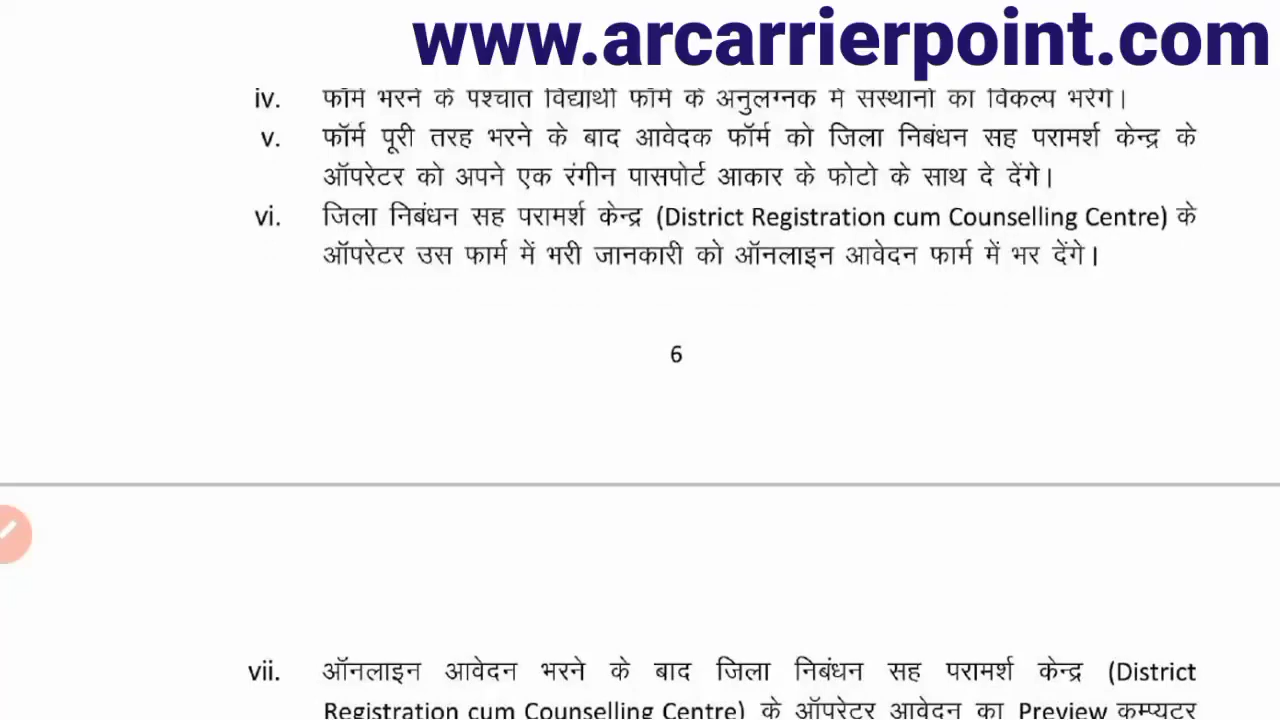 www.arcarrierpoint.com
iv. फॉर्म भरने के पश्चात विद्यार्थी फॉर्म के अनुलग्नक में संस्थानों का विकल्प भरेंगे।
v. फॉर्म पूरी तरह भरने के बाद आवेदक फॉर्म को जिला निबंधन सह परामर्श केन्द्र के
ऑपरेटर को अपने एक रंगीन पासपोर्ट आकार के फोटो के साथ दे देंगे।
vi. जिला निबंधन सह परामर्श केन्द्र (District Registration cum Counselling Centre) के
ऑपरेटर उस फार्म में भरी जानकारी को ऑनलाइन आवेदन फार्म में भर देंगे।
6
vii. ऑनलाइन आवेदन भरने के बाद जिला निबंधन सह परामर्श केन्द्र (District
Registration cum Counselling Centre) के ऑपरेटर आवेदन का Preview कम्प्यूटर